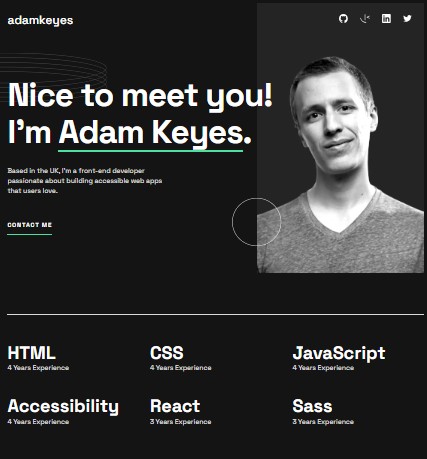 adamkeyes
Nice to meet you!
I'm Adam Keyes.
Based in the UK, I'm a front-end developer
passionate about building accessible web apps
that users love.
CONTACT ME
HTML
4 Years Experience
CSS
4 Years Experience
JavaScript
4 Years Experience
Accessibility
4 Years Experience
React
3 Years Experience
Sass
3 Years Experience